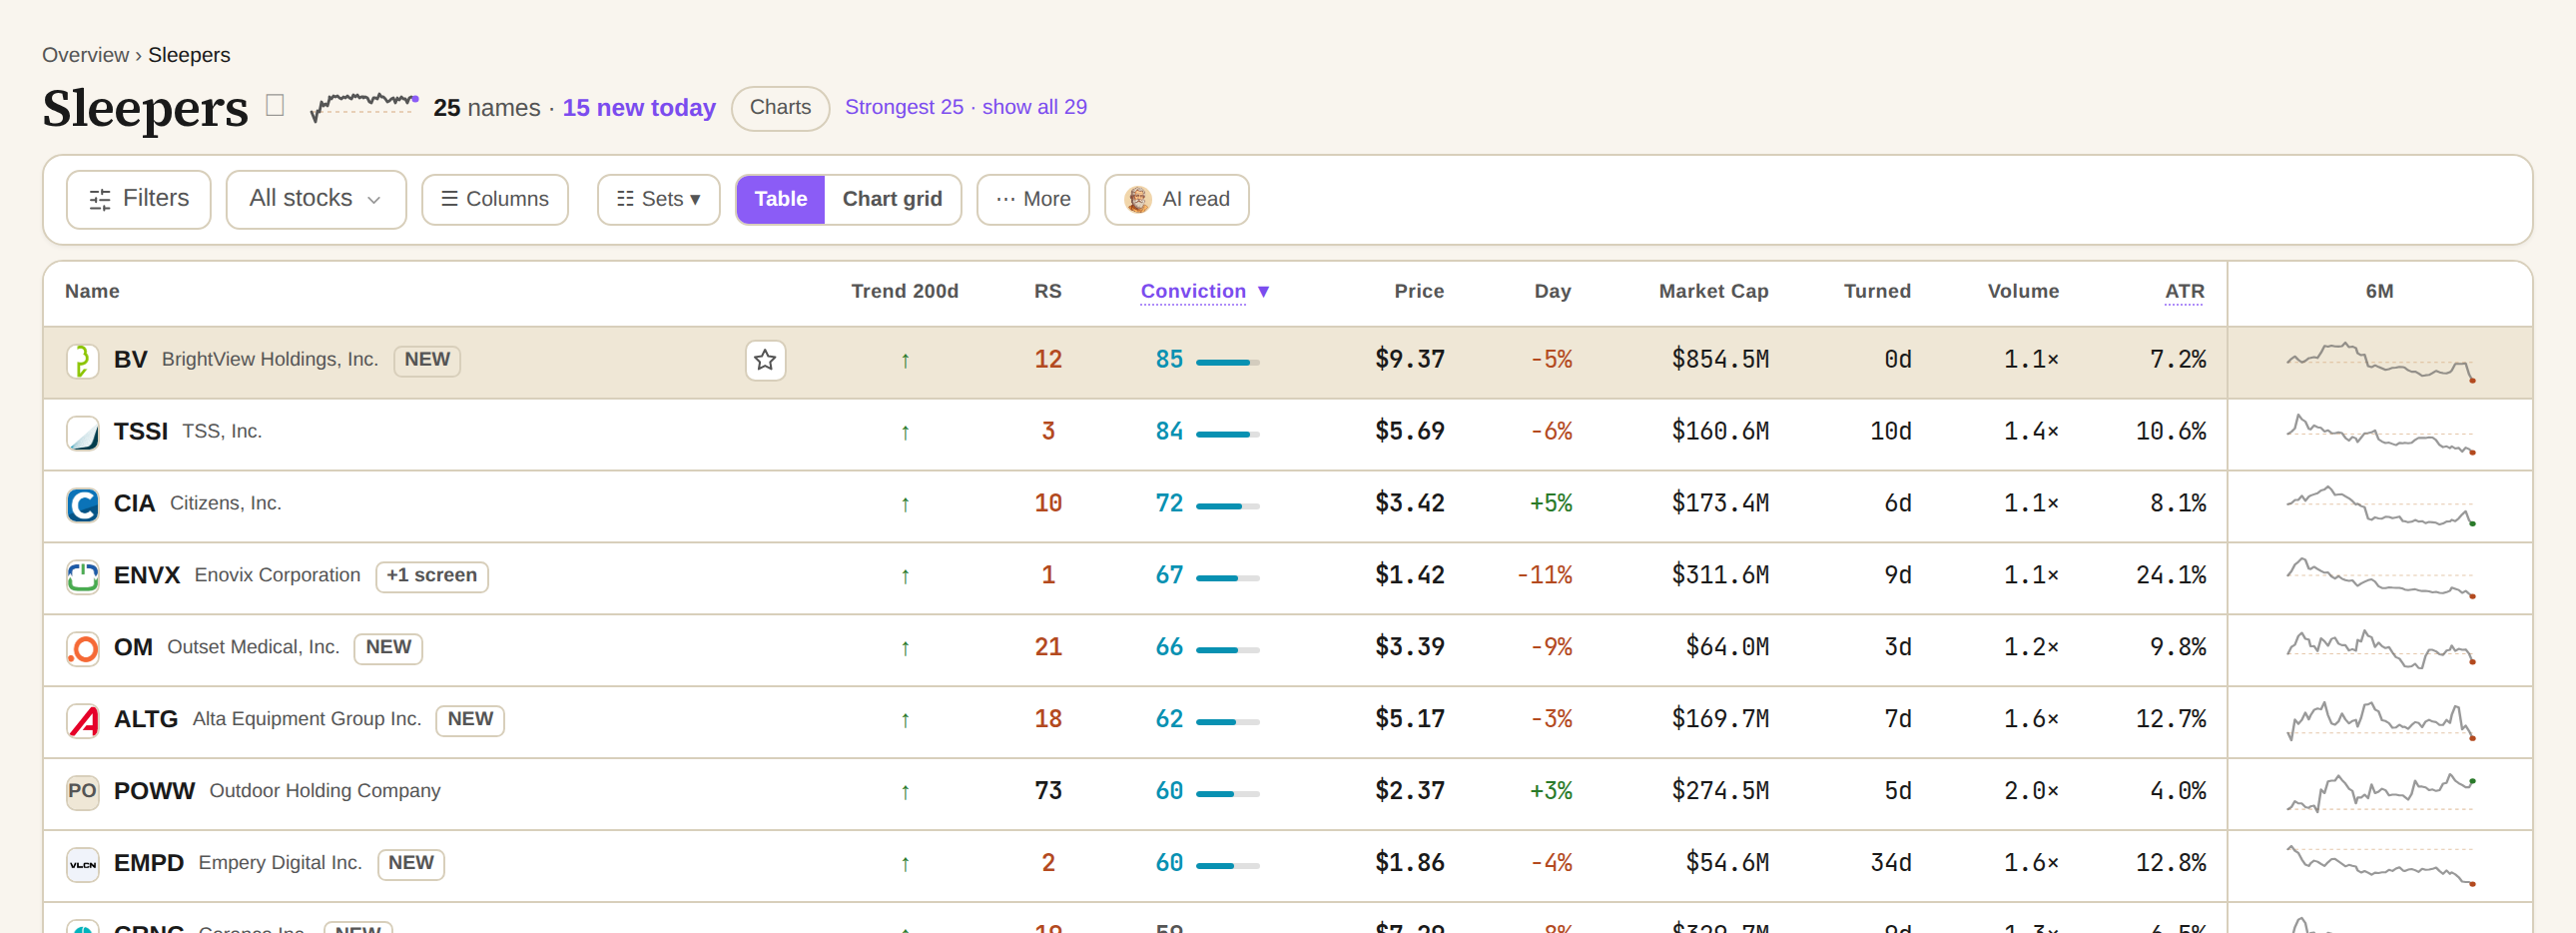 Overview › Sleepers
Sleepers 25 names · 15 new today Charts Strongest 25 · show all 29
Filters All stocks Columns Sets ▾ Table Chart grid ··· More AI read
Name Trend 200d RS Conviction ▼ Price Day Market Cap Turned Volume ATR 6M
BV BrightView Holdings, Inc. NEW ↑ 12 85 $9.37 -5% $854.5M 0d 1.1× 7.2%
TSSI TSS, Inc. ↑ 3 84 $5.69 -6% $160.6M 10d 1.4× 10.6%
CIA Citizens, Inc. ↑ 10 72 $3.42 +5% $173.4M 6d 1.1× 8.1%
ENVX Enovix Corporation +1 screen ↑ 1 67 $1.42 -11% $311.6M 9d 1.1× 24.1%
OM Outset Medical, Inc. NEW ↑ 21 66 $3.39 -9% $64.0M 3d 1.2× 9.8%
ALTG Alta Equipment Group Inc. NEW ↑ 18 62 $5.17 -3% $169.7M 7d 1.6× 12.7%
PO POWW Outdoor Holding Company ↑ 73 60 $2.37 +3% $274.5M 5d 2.0× 4.0%
VLCN EMPD Empery Digital Inc. NEW ↑ 2 60 $1.86 -4% $54.6M 34d 1.6× 12.8%
NEW